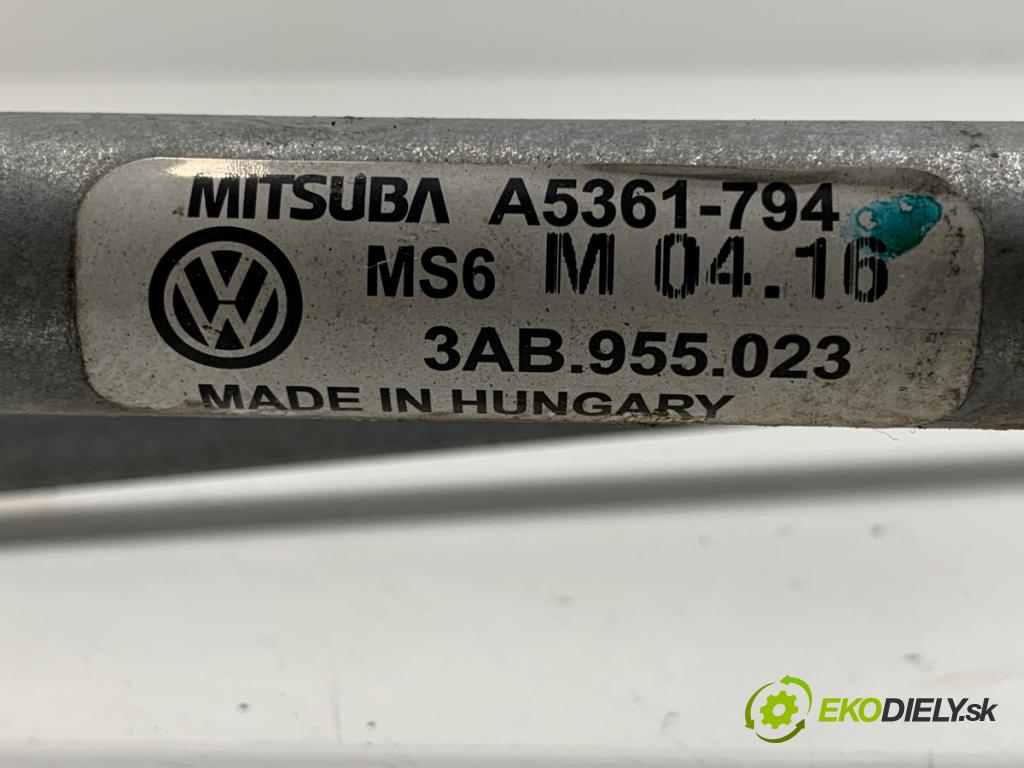 MITSUBA A5361-794
MS6 M 04.16
3AB.955.023
MADE IN HUNGARY
EKODIELY.sk